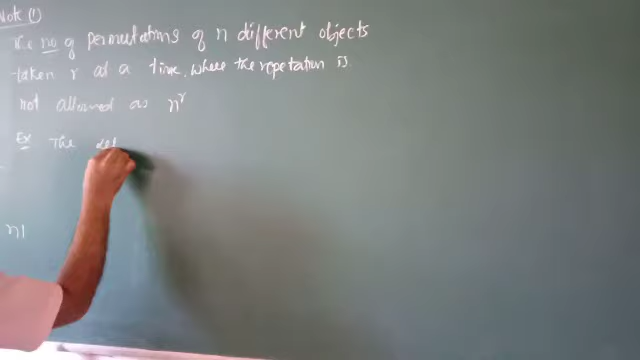 Note (1)
The no of permutations of n different objects
taken r at a time, where the repetation is
not allowed as n^r
Ex The
n!